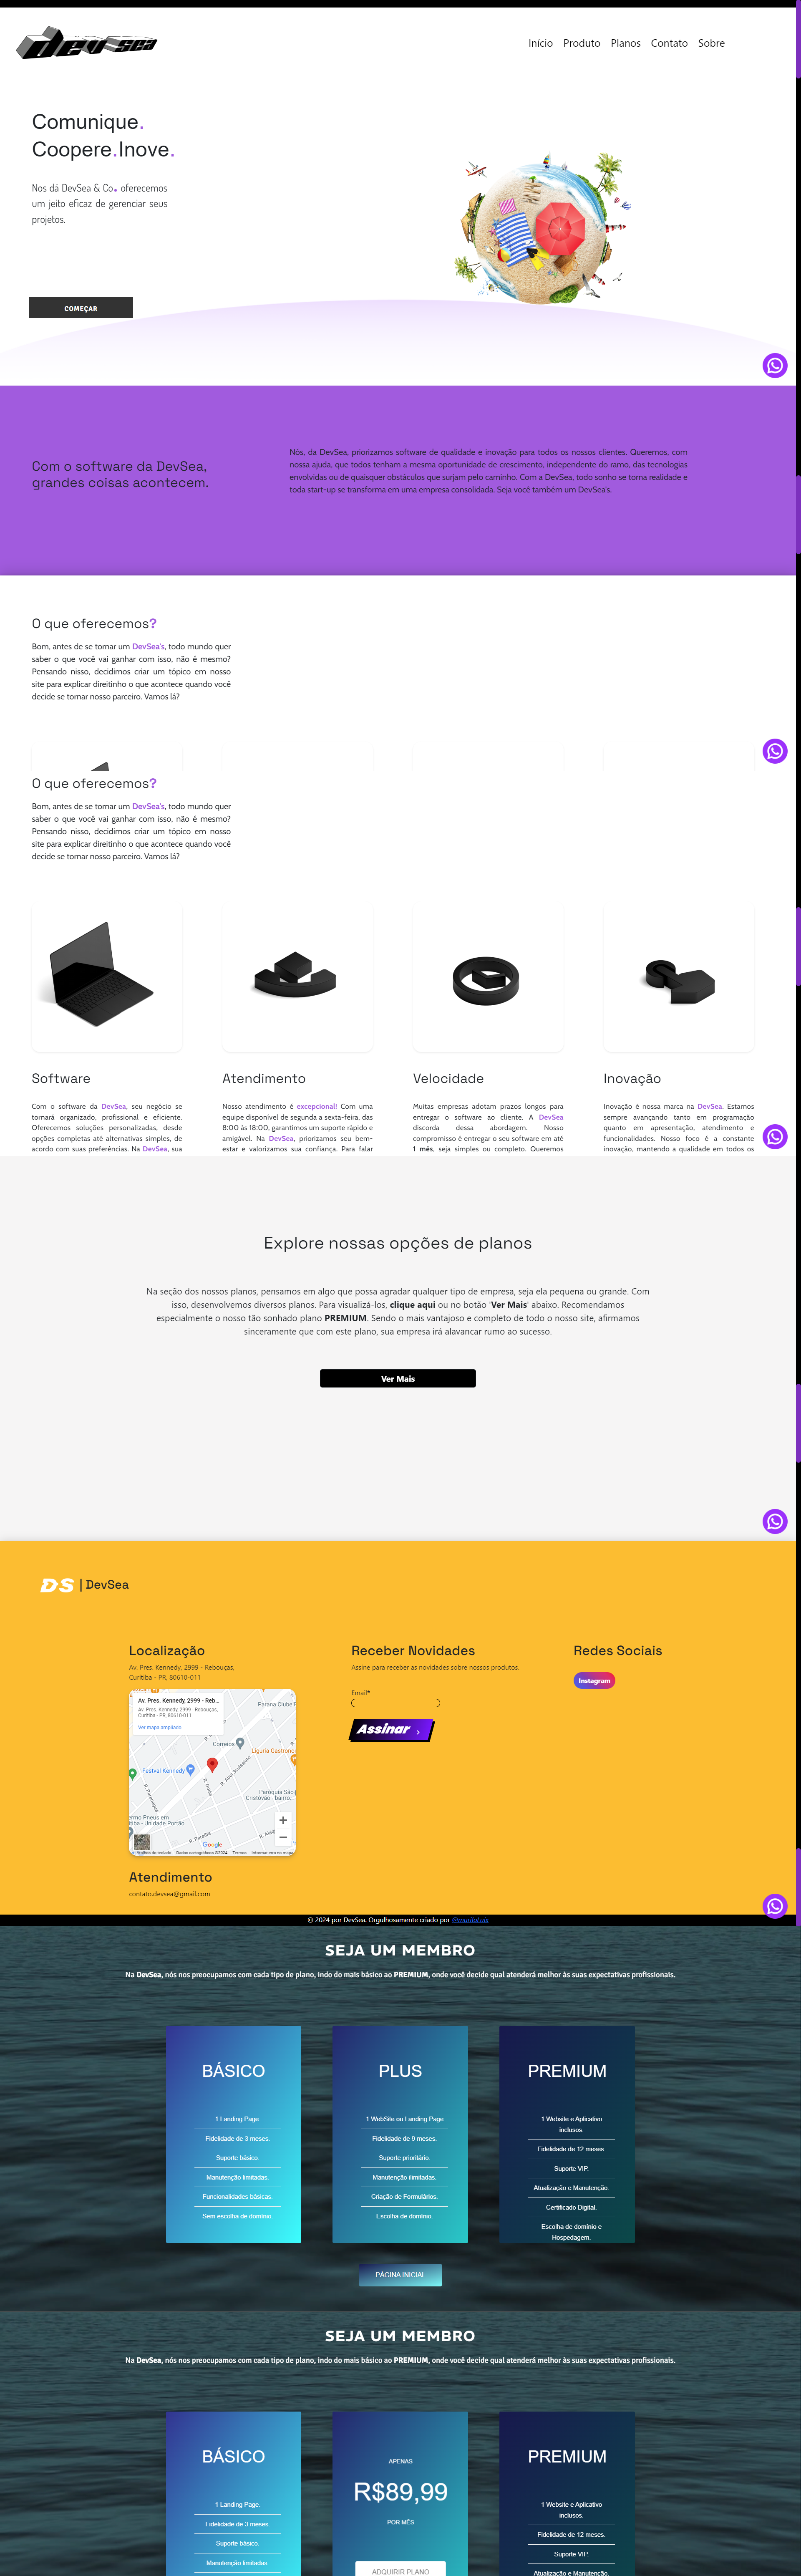 dev sea
Início Produto Planos Contato Sobre
Comunique.
Coopere.Inove.
Nos dá DevSea & Co. oferecemos
um jeito eficaz de gerenciar seus
projetos.
COMEÇAR
Com o software da DevSea,
grandes coisas acontecem.
Nós, da DevSea, priorizamos software de qualidade e inovação para todos os nossos clientes. Queremos, com
nossa ajuda, que todos tenham a mesma oportunidade de crescimento, independente do ramo, das tecnologias
envolvidas ou de quaisquer obstáculos que surjam pelo caminho. Com a DevSea, todo sonho se torna realidade e
toda start-up se transforma em uma empresa consolidada. Seja você também um DevSea's.
O que oferecemos?
Bom, antes de se tornar um DevSea's, todo mundo quer
saber o que você vai ganhar com isso, não é mesmo?
Pensando nisso, decidimos criar um tópico em nosso
site para explicar direitinho o que acontece quando você
decide se tornar nosso parceiro. Vamos lá?
O que oferecemos?
Bom, antes de se tornar um DevSea's, todo mundo quer
saber o que você vai ganhar com isso, não é mesmo?
Pensando nisso, decidimos criar um tópico em nosso
site para explicar direitinho o que acontece quando você
decide se tornar nosso parceiro. Vamos lá?
Software
Com o software da DevSea, seu negócio se
tornará organizado, profissional e eficiente.
Oferecemos soluções personalizadas, desde
opções completas até alternativas simples, de
acordo com suas preferências. Na DevSea, sua
Atendimento
Nosso atendimento é excepcional! Com uma
equipe disponível de segunda a sexta-feira, das
8:00 às 18:00, garantimos um suporte rápido e
amigável. Na DevSea, priorizamos seu bem-
estar e valorizamos sua confiança. Para falar
Velocidade
Muitas empresas adotam prazos longos para
entregar o software ao cliente. A DevSea
discorda dessa abordagem. Nosso
compromisso é entregar o seu software em até
1 mês, seja simples ou completo. Queremos
Inovação
Inovação é nossa marca na DevSea. Estamos
sempre avançando tanto em programação
quanto em apresentação, atendimento e
funcionalidades. Nosso foco é a constante
inovação, mantendo a qualidade em todos os
Explore nossas opções de planos
Na seção dos nossos planos, pensamos em algo que possa agradar qualquer tipo de empresa, seja ela pequena ou grande. Com
isso, desenvolvemos diversos planos. Para visualizá-los, clique aqui ou no botão 'Ver Mais' abaixo. Recomendamos
especialmente o nosso tão sonhado plano PREMIUM. Sendo o mais vantajoso e completo de todo o nosso site, afirmamos
sinceramente que com este plano, sua empresa irá alavancar rumo ao sucesso.
Ver Mais
DS | DevSea
Localização
Av. Pres. Kennedy, 2999 - Rebouças,
Curitiba - PR, 80610-011
Av. Pres. Kennedy, 2999 - Reb...
Av. Pres. Kennedy, 2999 - Rebouças,
Curitiba - PR, 80610-011
Ver mapa ampliado
Parana Clube F
Correios
Liguria Gastronor
Festval Kennedy
R. Goiás
Paroquia São
Cristóvão - bairro...
R. Paraíba
Google
Dados cartográficos ©2024 Termos Informar erro no mapa
Atendimento
contato.devsea@gmail.com
Receber Novidades
Assine para receber as novidades sobre nossos produtos.
Email*
Assinar ›
Redes Sociais
Instagram
© 2024 por DevSea. Orgulhosamente criado por @muriloLuiz
SEJA UM MEMBRO
Na DevSea, nós nos preocupamos com cada tipo de plano, indo do mais básico ao PREMIUM, onde você decide qual atenderá melhor às suas expectativas profissionais.
BÁSICO
1 Landing Page.
Fidelidade de 3 meses.
Suporte básico.
Manutenção limitadas.
Funcionalidades básicas.
Sem escolha de domínio.
PLUS
1 WebSite ou Landing Page
Fidelidade de 9 meses.
Suporte prioritário.
Manutenção ilimitadas.
Criação de Formulários.
Escolha de domínio.
PREMIUM
1 Website e Aplicativo
inclusos.
Fidelidade de 12 meses.
Suporte VIP.
Atualização e Manutenção.
Certificado Digital.
Escolha de domínio e
Hospedagem.
PÁGINA INICIAL
SEJA UM MEMBRO
Na DevSea, nós nos preocupamos com cada tipo de plano, indo do mais básico ao PREMIUM, onde você decide qual atenderá melhor às suas expectativas profissionais.
BÁSICO
1 Landing Page.
Fidelidade de 3 meses.
Suporte básico.
Manutenção limitadas.
APENAS
R$89,99
POR MÊS
ADQUIRIR PLANO
PREMIUM
1 Website e Aplicativo
inclusos.
Fidelidade de 12 meses.
Suporte VIP.
Atualização e Manutenção.